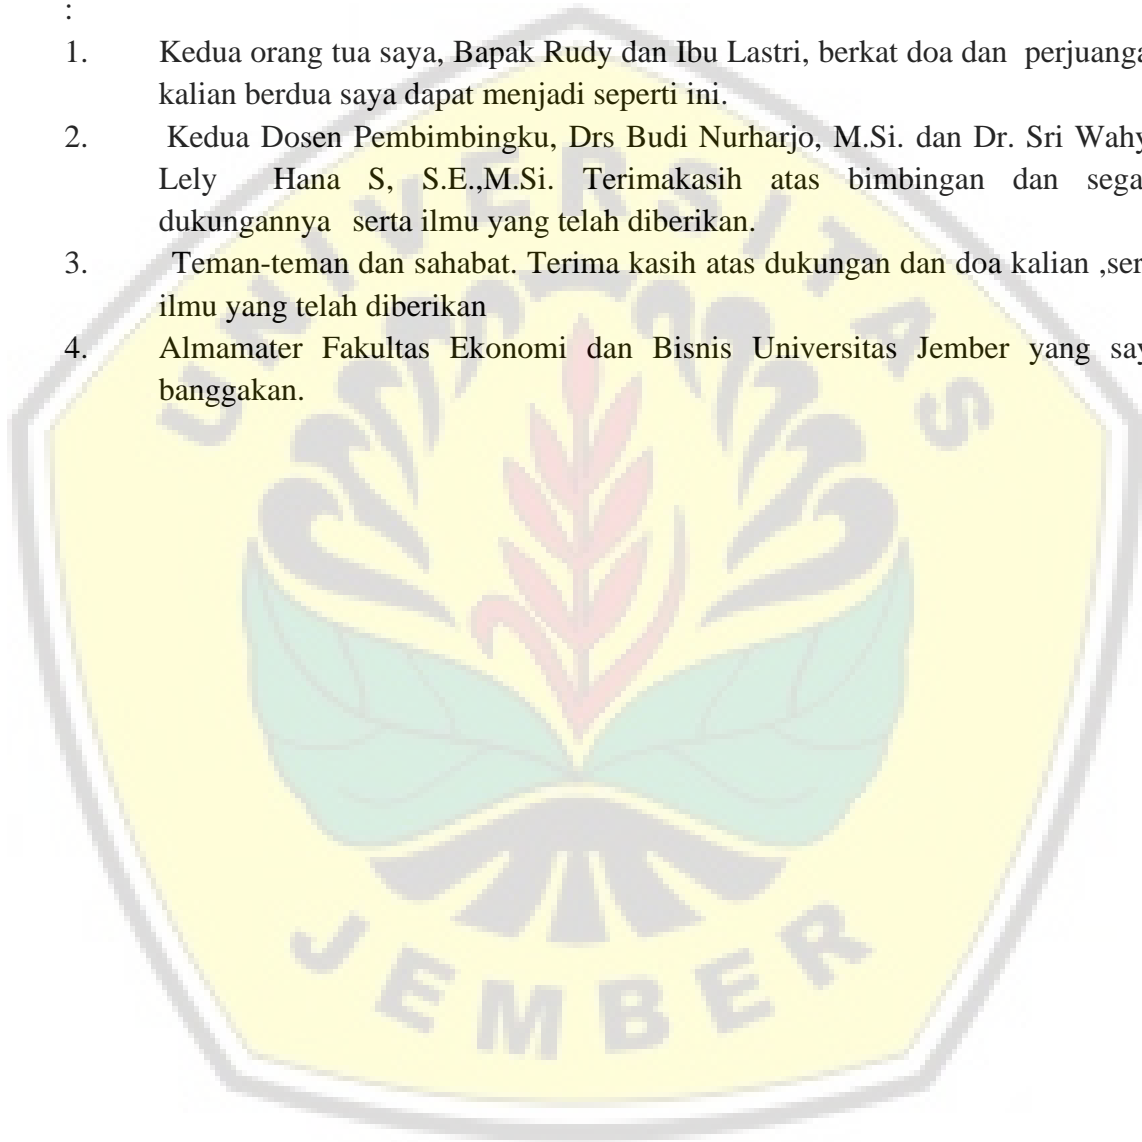 :
1. Kedua orang tua saya, Bapak Rudy dan Ibu Lastri, berkat doa dan perjuanga
kalian berdua saya dapat menjadi seperti ini.
2. Kedua Dosen Pembimbingku, Drs Budi Nurharjo, M.Si. dan Dr. Sri Wahy
Lely Hana S, S.E.,M.Si. Terimakasih atas bimbingan dan sega
dukungannya serta ilmu yang telah diberikan.
3. Teman-teman dan sahabat. Terima kasih atas dukungan dan doa kalian ,ser
ilmu yang telah diberikan
4. Almamater Fakultas Ekonomi dan Bisnis Universitas Jember yang say
banggakan.
UNIVERSITAS
JEMBER